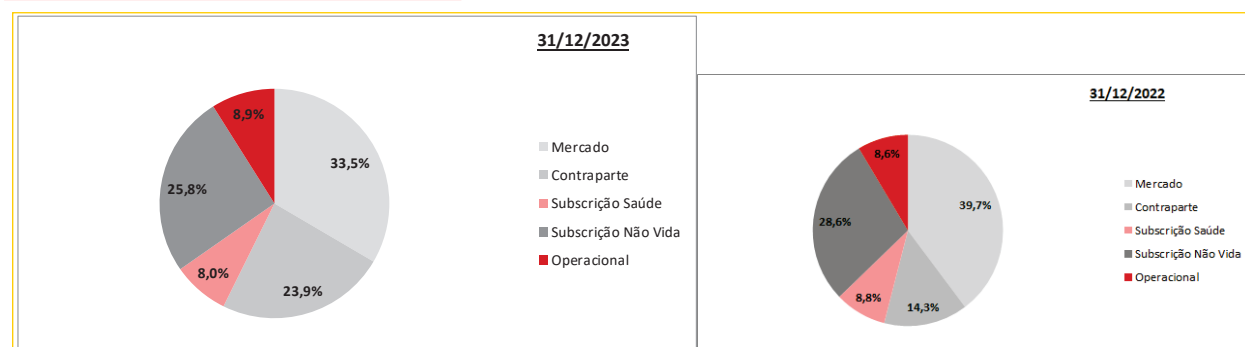 31/12/2023
8,9%
33,5%
25,8%
8,0%
23,9%
Mercado
Contraparte
Subscrição Saúde
Subscrição Não Vida
Operacional
31/12/2022
8,6%
39,7%
28,6%
8,8%
14,3%
Mercado
Contraparte
Subscrição Saúde
Subscrição Não Vida
Operacional